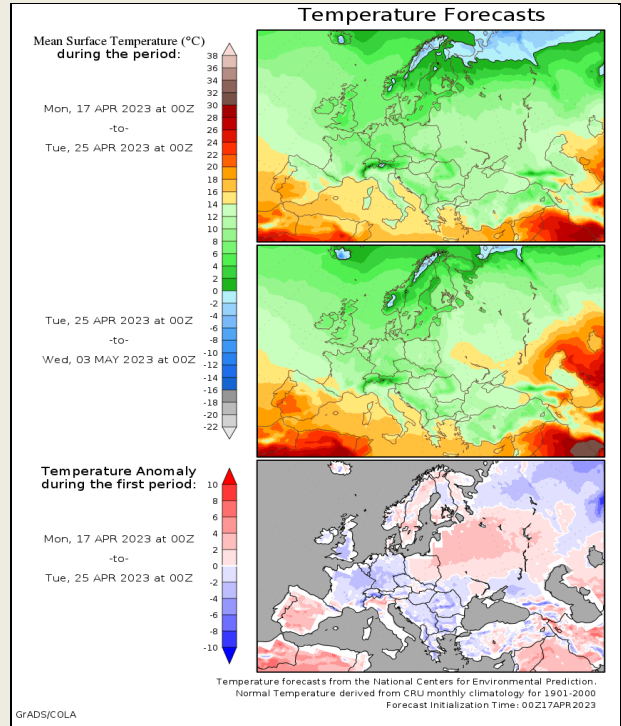 Temperature Forecasts
Mean Surface Temperature (°C)
during the period:
Mon, 17 APR 2023 at 00Z
-to-
Tue, 25 APR 2023 at 00Z
38
36
34
32
30
28
26
24
22
20
18
16
14
12
10
8
6
4
2
0
-2
-4
-6
-8
-10
-12
-14
-16
-18
-20
-22
Tue, 25 APR 2023 at 00Z
-to-
Wed, 03 MAY 2023 at 00Z
Temperature Anomaly
during the first period:
Mon, 17 APR 2023 at 00Z
-to-
Tue, 25 APR 2023 at 00Z
10
8
6
4
2
0
-2
-4
-6
-8
-10
Temperature forecasts from the National Centers for Environmental Prediction.
Normal Temperature derived from CRU monthly climatology for 1901-2000
Forecast Initialization Time: 00Z17APR2023
GrADS/COLA